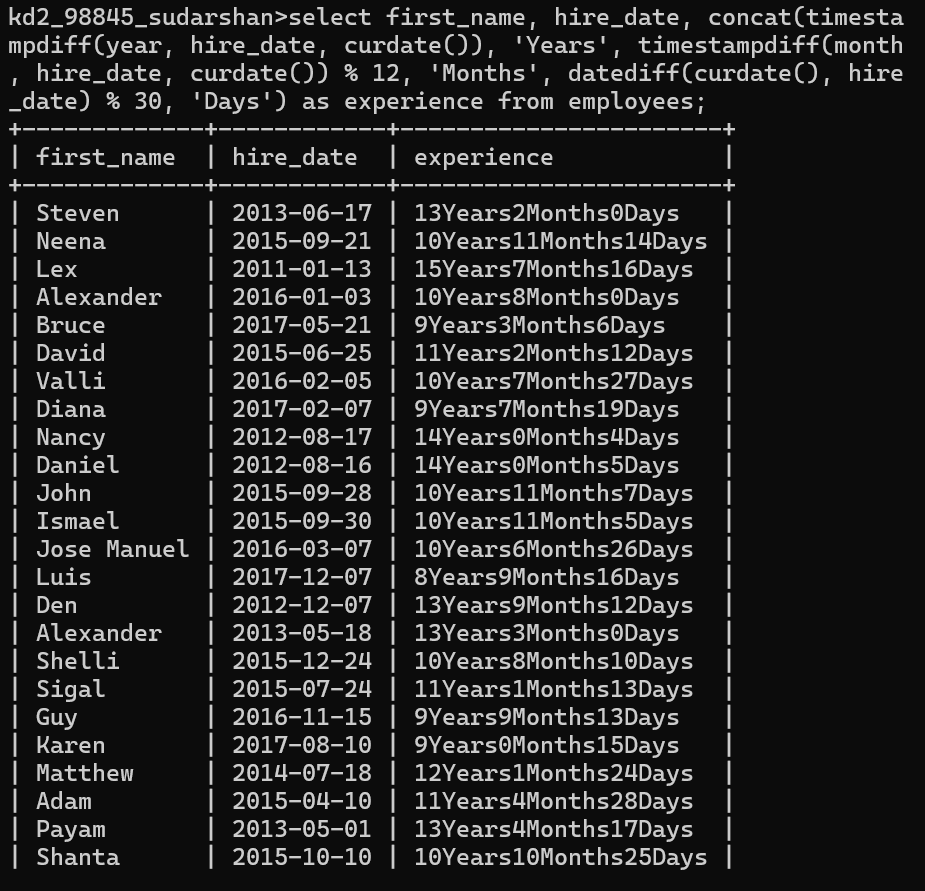 kd2_98845_sudarshan>select first_name, hire_date, concat(timesta
mpdiff(year, hire_date, curdate()), 'Years', timestampdiff(month
, hire_date, curdate()) % 12, 'Months', datediff(curdate(), hire
_date) % 30, 'Days') as experience from employees;
+-------------+------------+----------------------+
| first_name  | hire_date  | experience           |
+-------------+------------+----------------------+
| Steven      | 2013-06-17 | 13Years2Months0Days  |
| Neena       | 2015-09-21 | 10Years11Months14Days |
| Lex         | 2011-01-13 | 15Years7Months16Days |
| Alexander   | 2016-01-03 | 10Years8Months0Days  |
| Bruce       | 2017-05-21 | 9Years3Months6Days   |
| David       | 2015-06-25 | 11Years2Months12Days |
| Valli       | 2016-02-05 | 10Years7Months27Days |
| Diana       | 2017-02-07 | 9Years7Months19Days  |
| Nancy       | 2012-08-17 | 14Years0Months4Days  |
| Daniel      | 2012-08-16 | 14Years0Months5Days  |
| John        | 2015-09-28 | 10Years11Months7Days |
| Ismael      | 2015-09-30 | 10Years11Months5Days |
| Jose Manuel | 2016-03-07 | 10Years6Months26Days |
| Luis        | 2017-12-07 | 8Years9Months16Days  |
| Den         | 2012-12-07 | 13Years9Months12Days |
| Alexander   | 2013-05-18 | 13Years3Months0Days  |
| Shelli      | 2015-12-24 | 10Years8Months10Days |
| Sigal       | 2015-07-24 | 11Years1Months13Days |
| Guy         | 2016-11-15 | 9Years9Months13Days  |
| Karen       | 2017-08-10 | 9Years0Months15Days  |
| Matthew     | 2014-07-18 | 12Years1Months24Days |
| Adam        | 2015-04-10 | 11Years4Months28Days |
| Payam       | 2013-05-01 | 13Years4Months17Days |
| Shanta      | 2015-10-10 | 10Years10Months25Days |